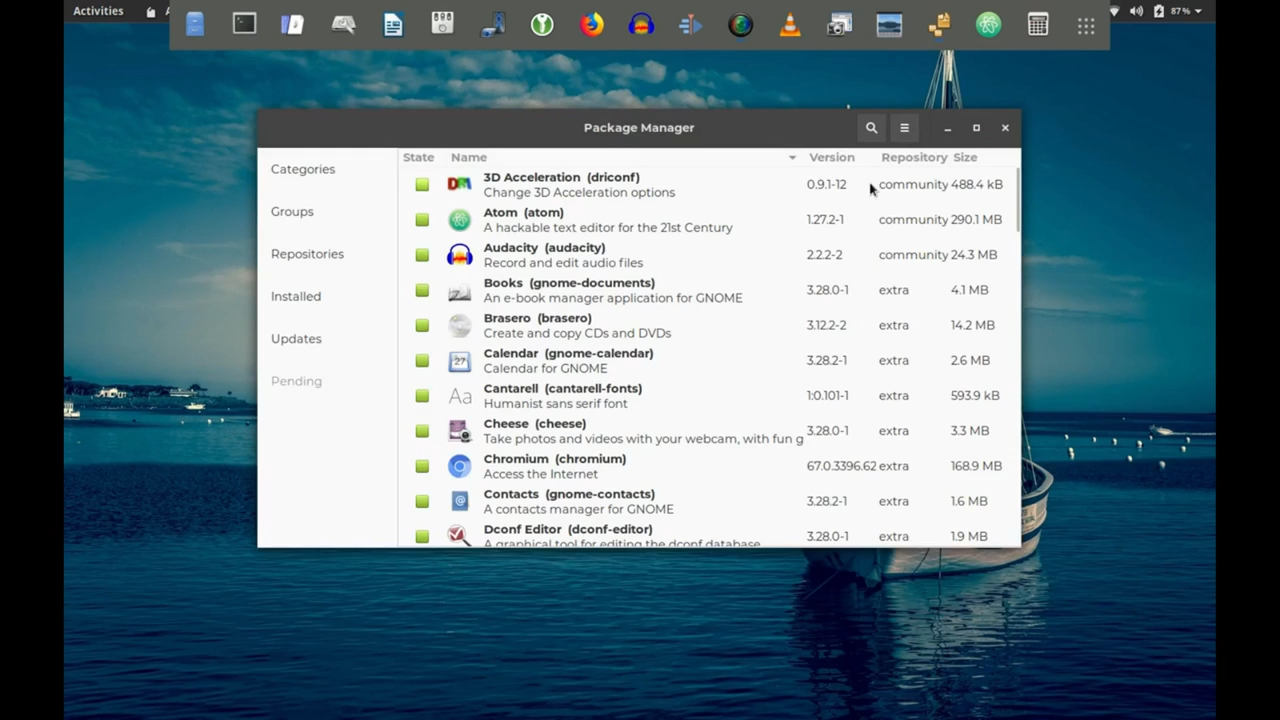 Activities
87%
Package Manager
Categories
Groups
Repositories
Installed
Updates
Pending
State Name Version Repository Size
3D Acceleration (driconf)
Change 3D Acceleration options
0.9.1-12 community 488.4 kB
Atom (atom)
A hackable text editor for the 21st Century
1.27.2-1 community 290.1 MB
Audacity (audacity)
Record and edit audio files
2.2.2-2 community 24.3 MB
Books (gnome-documents)
An e-book manager application for GNOME
3.28.0-1 extra 4.1 MB
Brasero (brasero)
Create and copy CDs and DVDs
3.12.2-2 extra 14.2 MB
27
Calendar (gnome-calendar)
Calendar for GNOME
3.28.2-1 extra 2.6 MB
Aa
Cantarell (cantarell-fonts)
Humanist sans serif font
1:0.101-1 extra 593.9 kB
Cheese (cheese)
Take photos and videos with your webcam, with fun g
3.28.0-1 extra 3.3 MB
Chromium (chromium)
Access the Internet
67.0.3396.62 extra 168.9 MB
@
Contacts (gnome-contacts)
A contacts manager for GNOME
3.28.2-1 extra 1.6 MB
Dconf Editor (dconf-editor)
A graphical tool for editing the dconf database
3.28.0-1 extra 1.9 MB